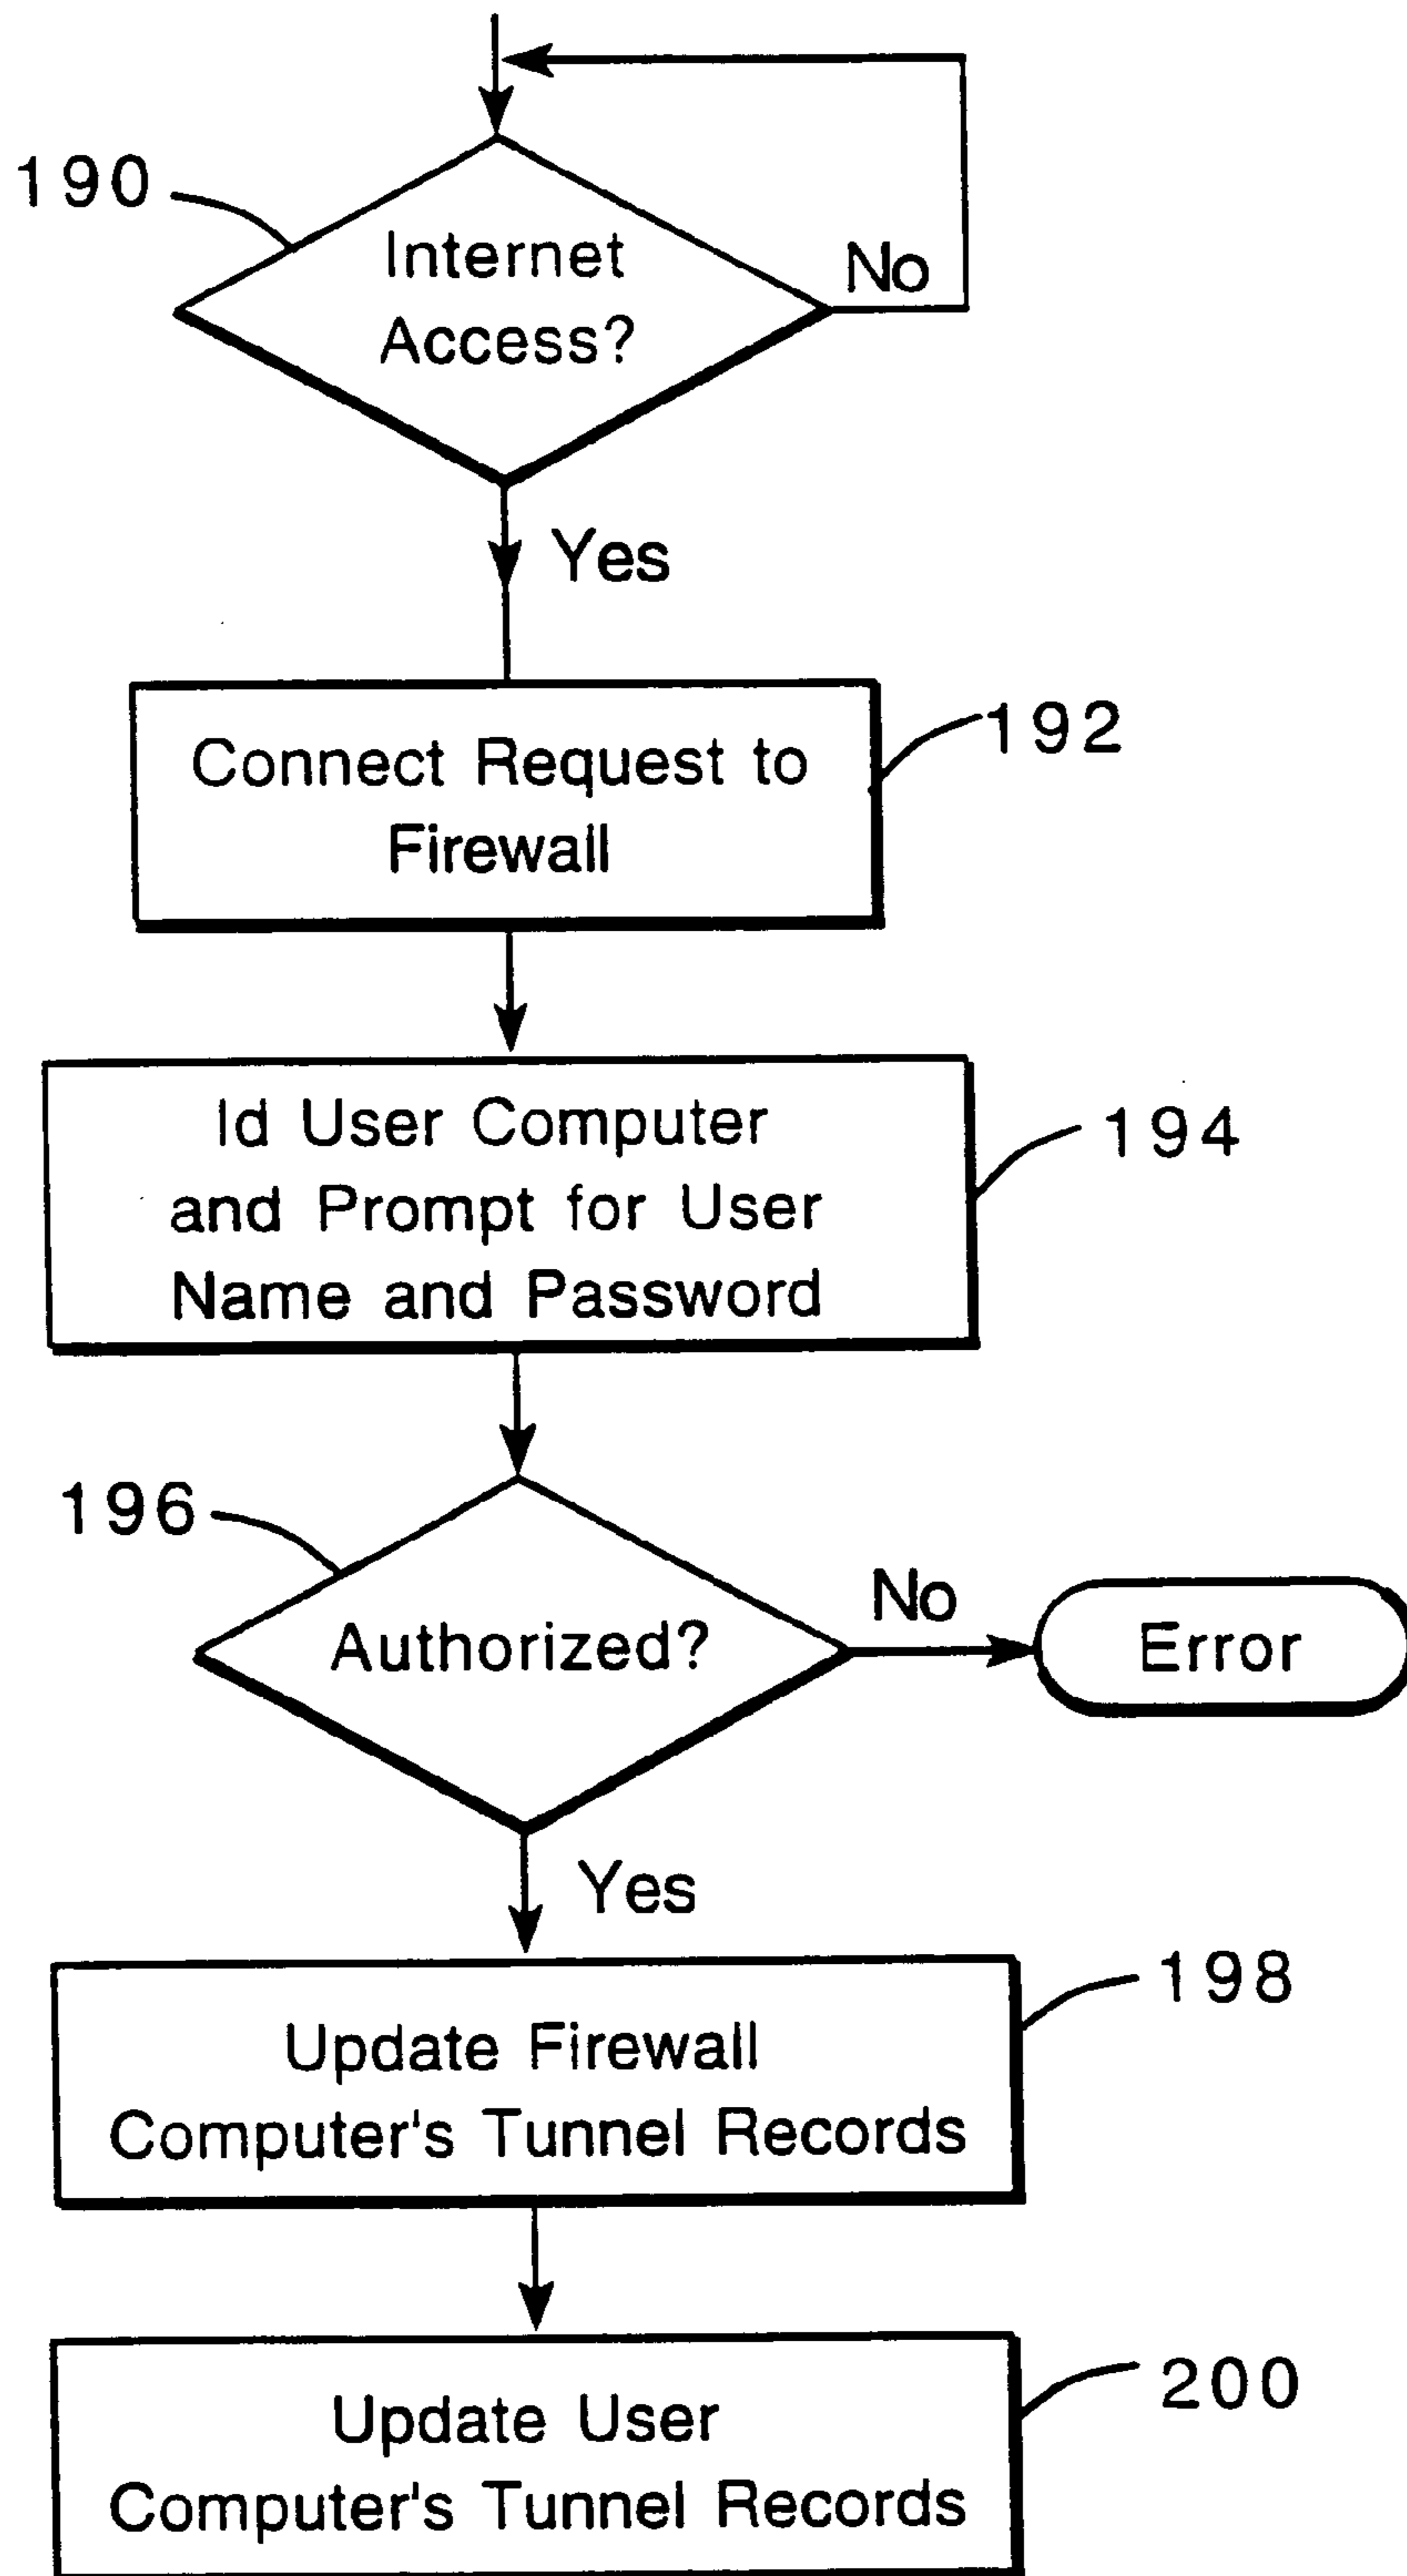 190
Internet
Access?
No
Yes
Connect Request to
Firewall
192
Id User Computer
and Prompt for User
Name and Password
194
196
Authorized?
No
Error
Yes
Update Firewall
Computer's Tunnel Records
198
Update User
Computer's Tunnel Records
200